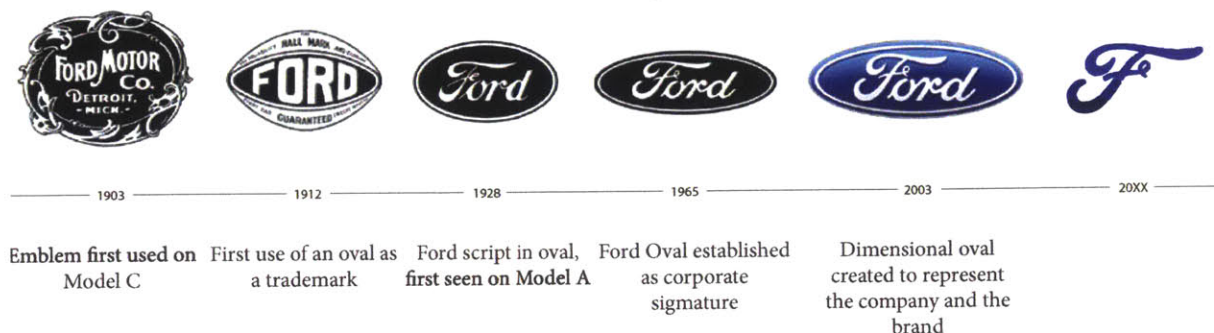 FORD MOTOR
CO.
DETROIT,
- MICH. -
HALL MARK
FORD
GUARANTEED
Ford
Ford
Ford
F
1903
1912
1928
1965
2003
20XX
Emblem first used on
Model C
First use of an oval as
a trademark
Ford script in oval,
first seen on Model A
Ford Oval established
as corporate
sigmature
Dimensional oval
created to represent
the company and the
brand